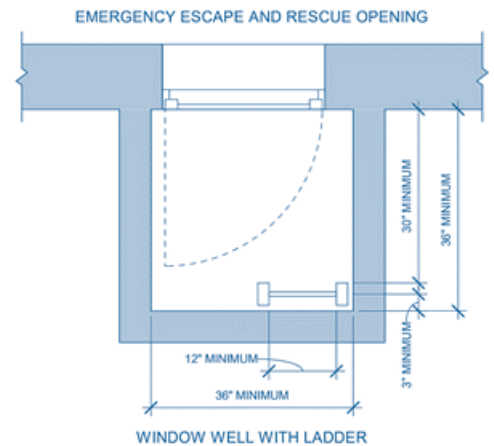 EMERGENCY ESCAPE AND RESCUE OPENING
30" MINIMUM
36" MINIMUM
3" MINIMUM
12" MINIMUM
36" MINIMUM
WINDOW WELL WITH LADDER